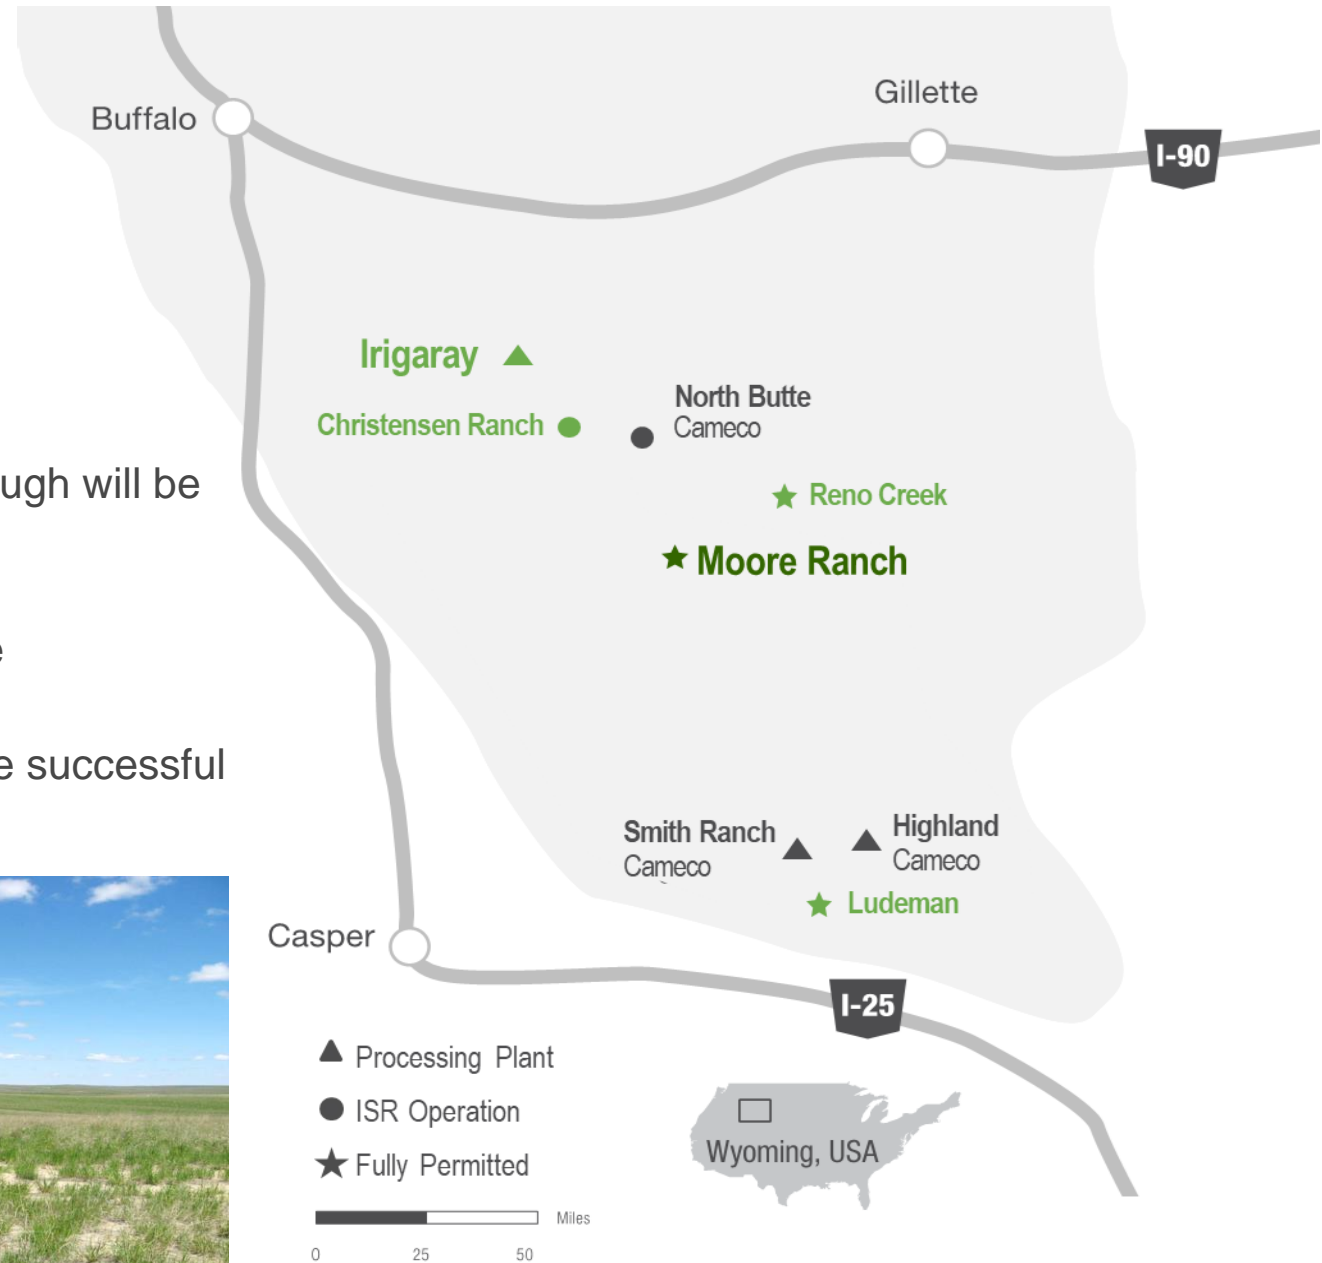 Gillette
Buffalo
I-90
Irigaray
North Butte
Cameco
Christensen Ranch
ugh will be
Reno Creek
Moore Ranch
e
e successful
Smith Ranch
Cameco
Highland
Cameco
Ludeman
Casper
I-25
Processing Plant
ISR Operation
Fully Permitted
Wyoming, USA
Miles
0 25 50